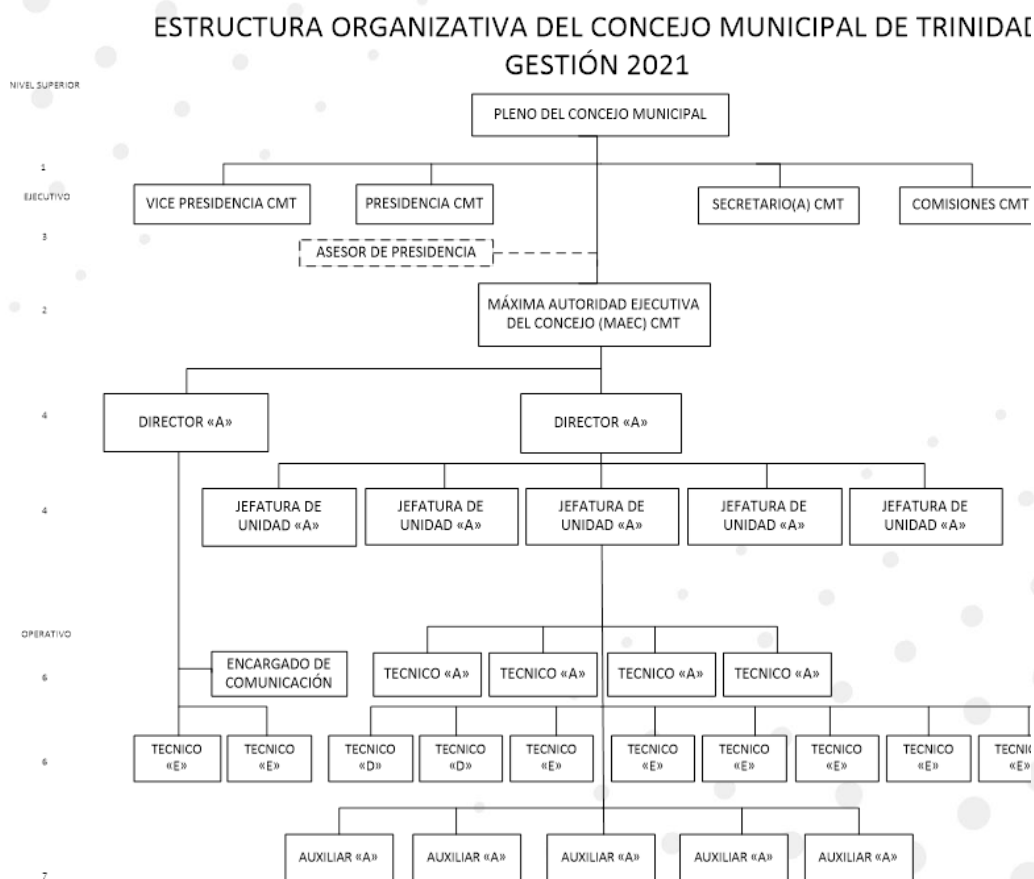 ESTRUCTURA ORGANIZATIVA DEL CONCEJO MUNICIPAL DE TRINIDAD
GESTIÓN 2021
NIVEL SUPERIOR
PLENO DEL CONCEJO MUNICIPAL
1
EJECUTIVO
VICE PRESIDENCIA CMT
PRESIDENCIA CMT
SECRETARIO(A) CMT
COMISIONES CMT
3
ASESOR DE PRESIDENCIA
2
MÁXIMA AUTORIDAD EJECUTIVA
DEL CONCEJO (MAEC) CMT
4
DIRECTOR «A»
DIRECTOR «A»
4
JEFATURA DE
UNIDAD «A»
JEFATURA DE
UNIDAD «A»
JEFATURA DE
UNIDAD «A»
JEFATURA DE
UNIDAD «A»
JEFATURA DE
UNIDAD «A»
OPERATIVO
6
ENCARGADO DE
COMUNICACIÓN
TECNICO «A»
TECNICO «A»
TECNICO «A»
TECNICO «A»
6
TECNICO
«E»
TECNICO
«E»
TECNICO
«D»
TECNICO
«D»
TECNICO
«E»
TECNICO
«E»
TECNICO
«E»
TECNICO
«E»
TECNICO
«E»
TECNIC
«E»
7
AUXILIAR «A»
AUXILIAR «A»
AUXILIAR «A»
AUXILIAR «A»
AUXILIAR «A»